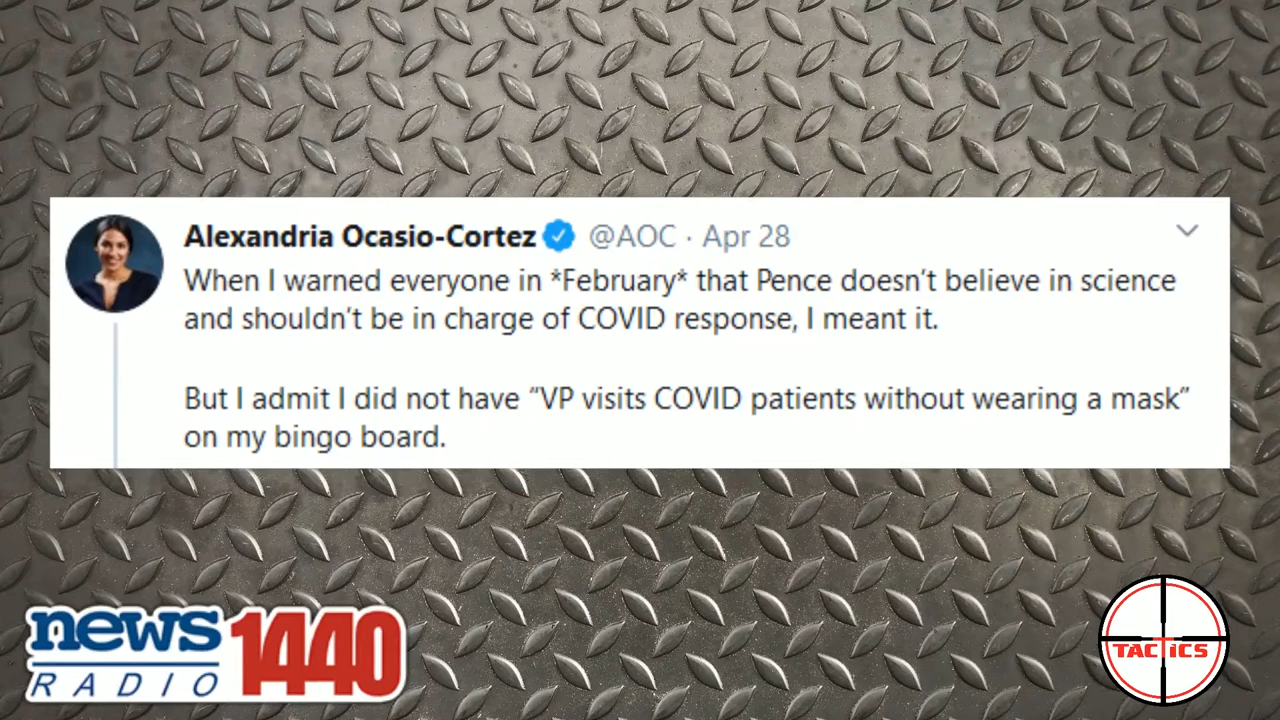 Alexandria Ocasio-Cortez @AOC · Apr 28
When I warned everyone in *February* that Pence doesn't believe in science
and shouldn't be in charge of COVID response, I meant it.
But I admit I did not have “VP visits COVID patients without wearing a mask”
on my bingo board.
news 1440
RADIO
TACTICS